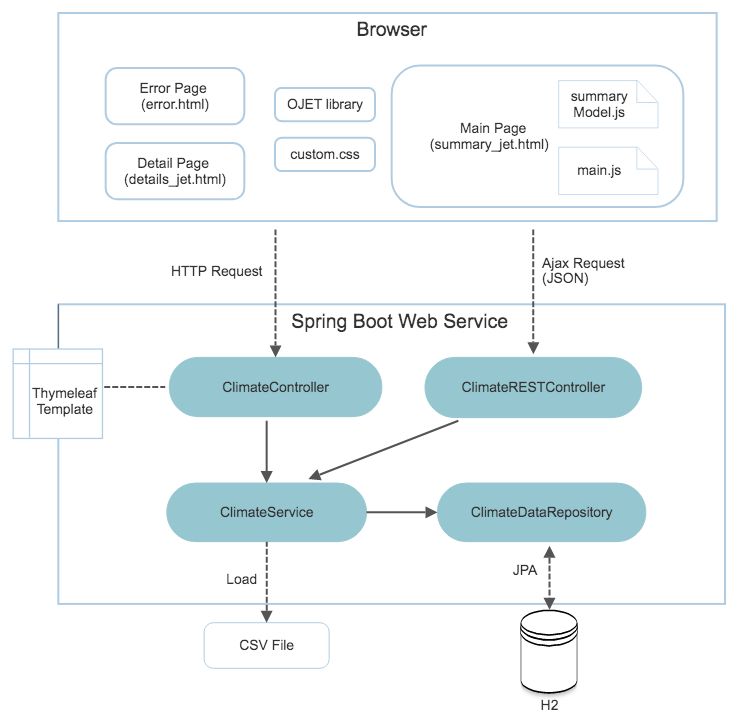 Browser
Error Page
(error.html)
OJET library
summary
Model.js
Main Page
(summary_jet.html)
custom.css
Detail Page
(details_jet.html)
main.js
HTTP Request
Ajax Request
(JSON)
Spring Boot Web Service
Thymeleaf
Template
ClimateController
ClimateRESTController
ClimateService
ClimateDataRepository
Load
JPA
CSV File
H2